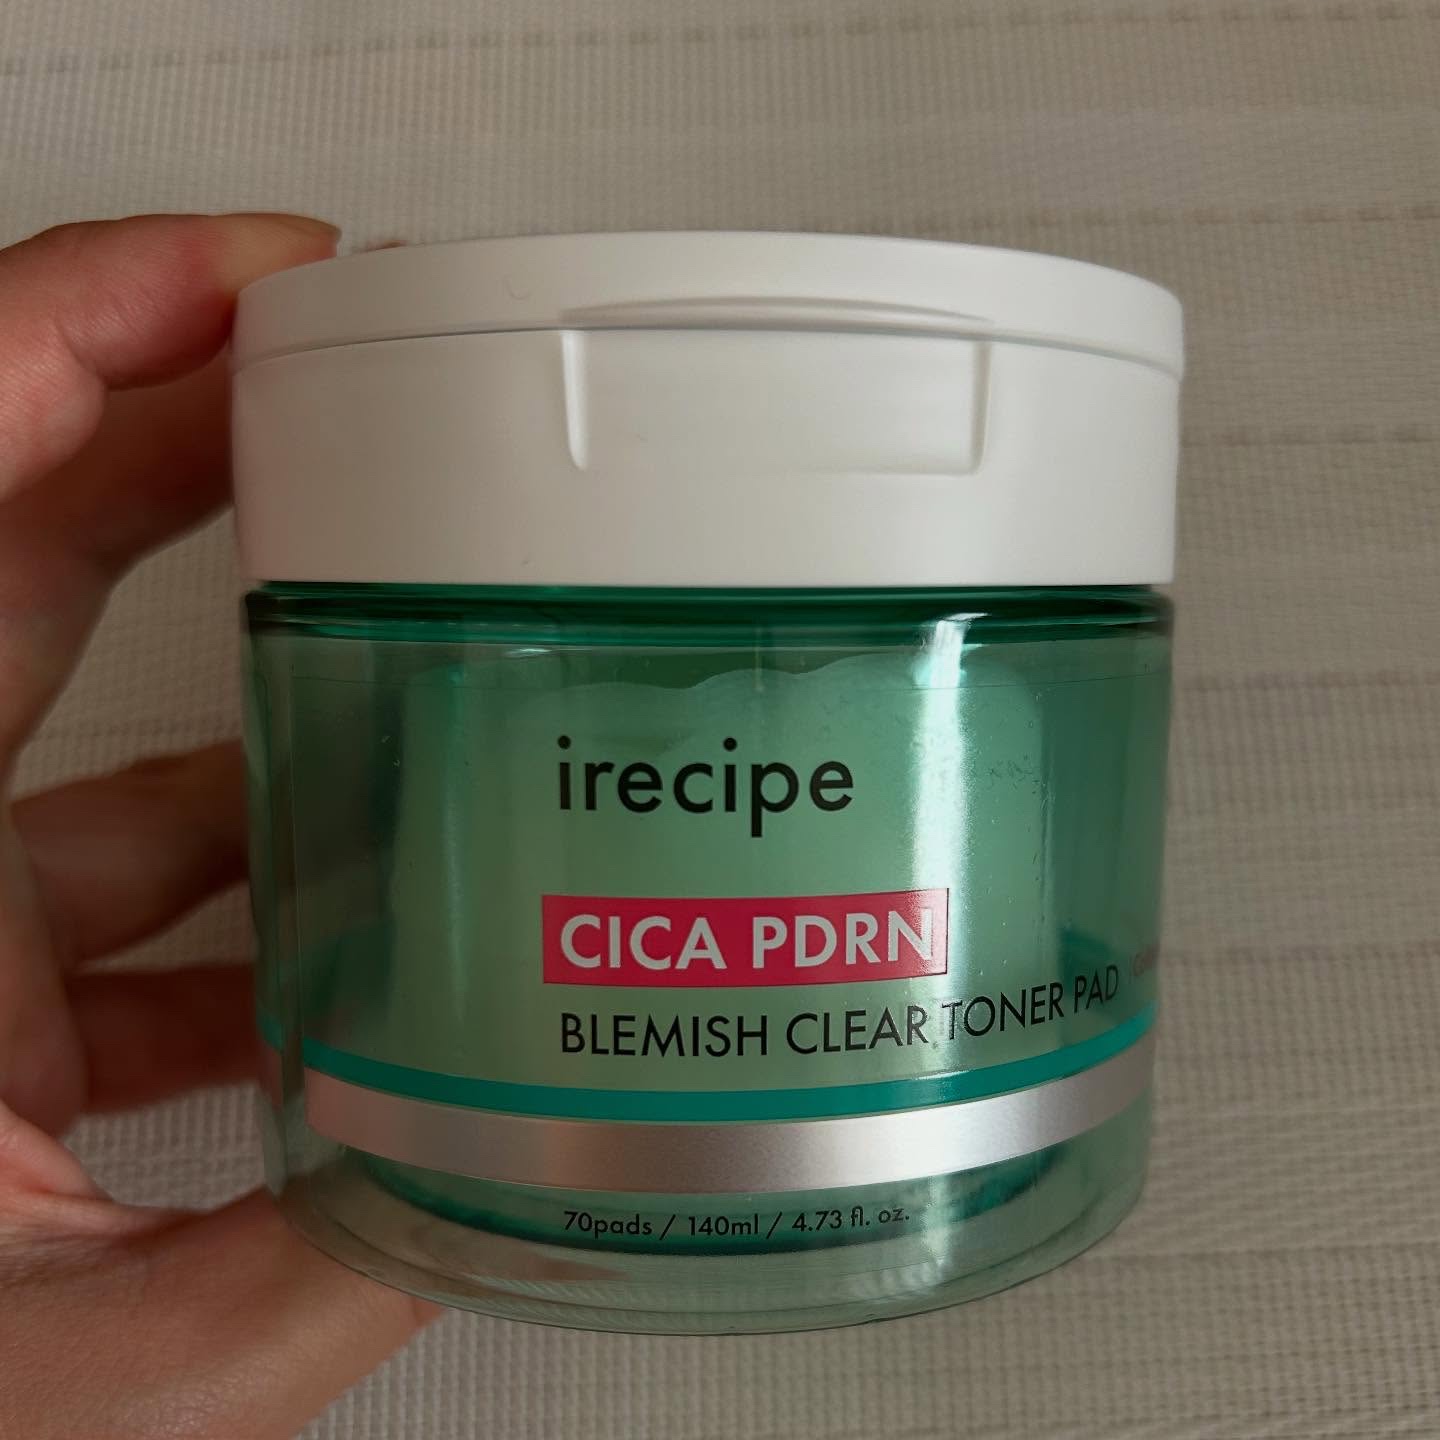 irecipe
CICA PDRN
BLEMISH CLEAR TONER PAD
70pads / 140ml / 4.73 fl. oz.